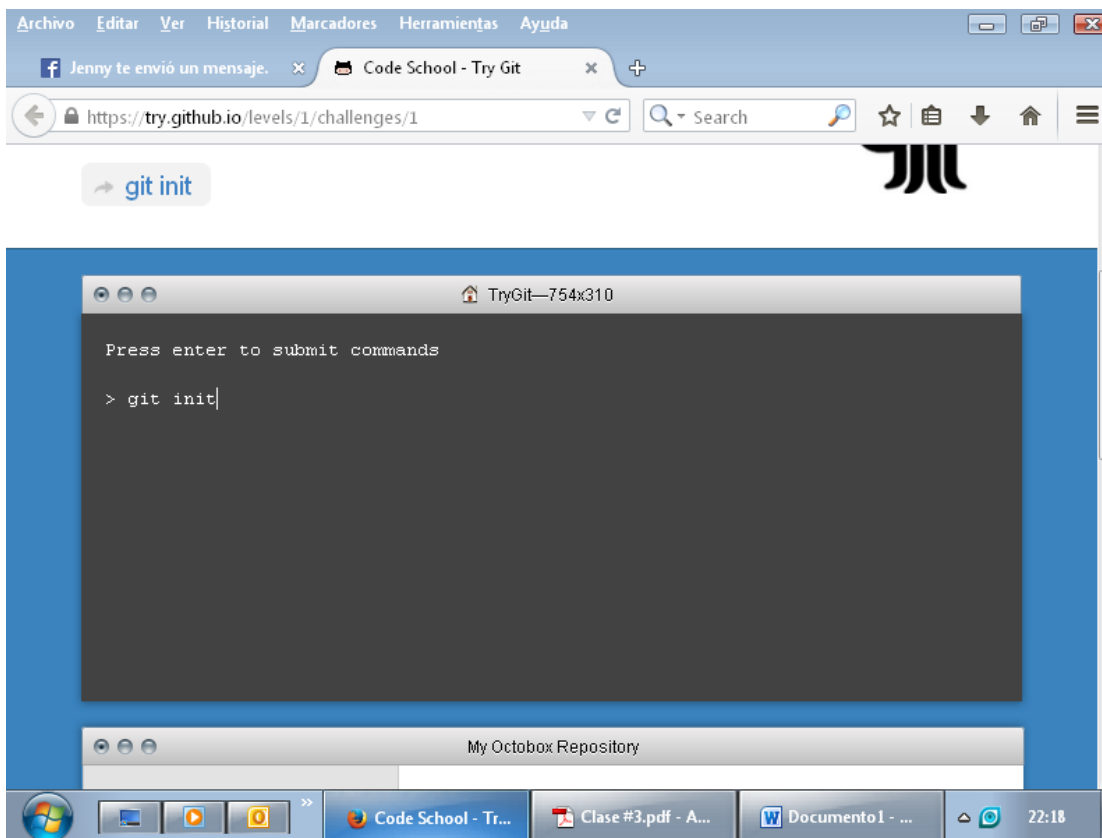 Archivo Editar Ver Historial Marcadores Herramientas Ayuda
Jenny te envió un mensaje. Code School - Try Git
https://try.github.io/levels/1/challenges/1 Search
git init
TryGit—754x310
Press enter to submit commands
> git init
My Octobox Repository
Code School - Tr... Clase #3.pdf - A... Documento1 - ... 22:18